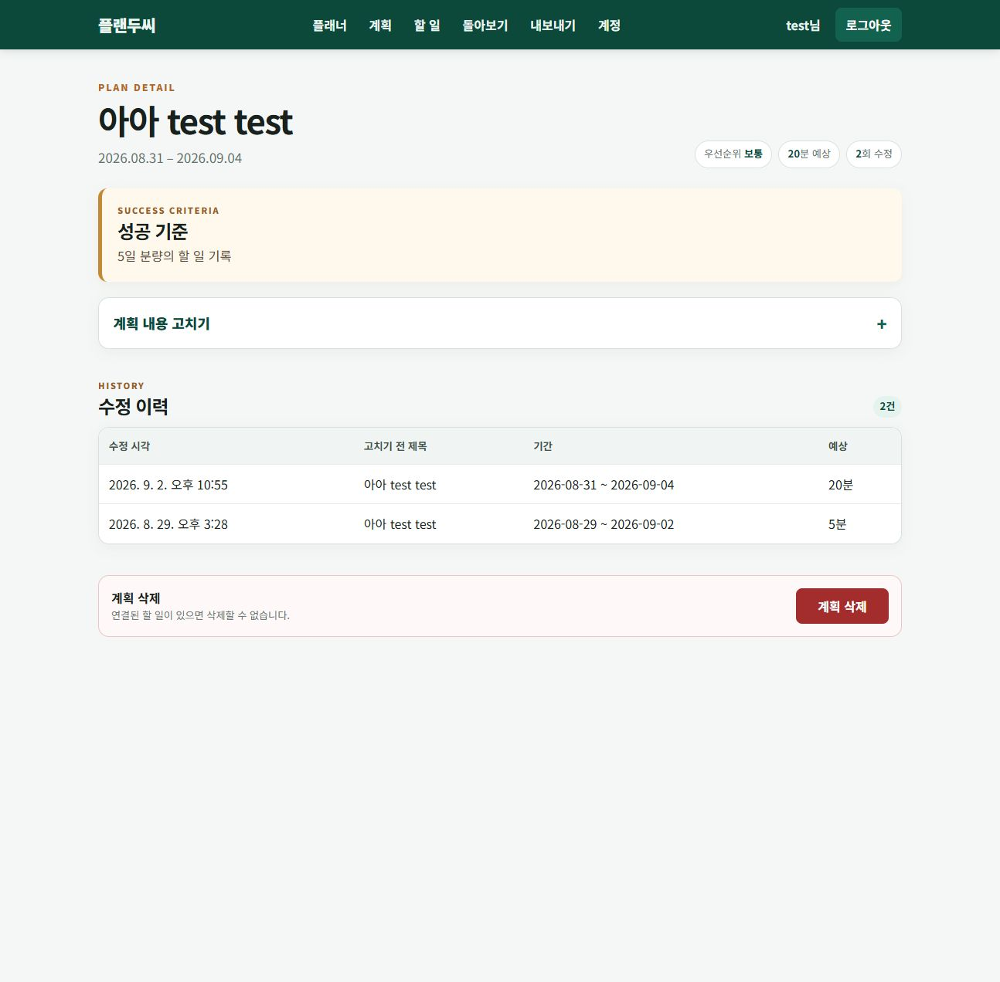 플랜두씨 플래너 계획 할 일 돌아보기 내보내기 계정 test님 로그아웃
PLAN DETAIL
아아 test test
2026.08.31 – 2026.09.04
우선순위 보통 20분 예상 2회 수정
SUCCESS CRITERIA
성공 기준
5일 분량의 할 일 기록
계획 내용 고치기 +
HISTORY
수정 이력
2건
수정 시각 고치기 전 제목 기간 예상
2026. 9. 2. 오후 10:55 아아 test test 2026-08-31 ~ 2026-09-04 20분
2026. 8. 29. 오후 3:28 아아 test test 2026-08-29 ~ 2026-09-02 5분
계획 삭제
연결된 할 일이 있으면 삭제할 수 없습니다.
계획 삭제